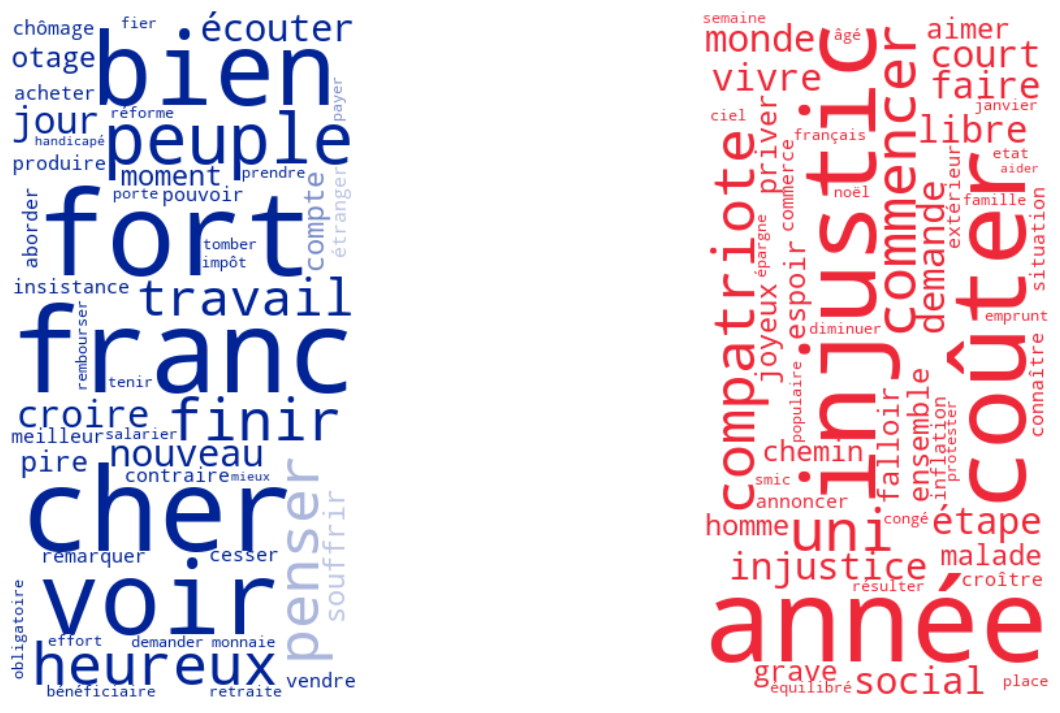 chômage
fier
écouter
otage
bien
acheter
payer
jour
réforme
handicapé
peuple
produire
moment
prendre
porte
pouvoir
compte
étranger
aborder
fort
tomber
impôt
insistance
travail
franc
rembourser
tenir
croire
finir
meilleur
salarier
pire
nouveau
contraire
mieux
cher
penser
souffrir
remarquer
cesser
voir
obligatoire
effort
demander
monnaie
heureux
bénéficiaire
retraite
vendre
semaine
monde
âgé
aimer
court
vivre
faire
janvier
ciel
priver
français
libre
injustic
commencer
compatriote
commerce
noël
etat
aider
extérieur
demande
famille
coûter
situation
épargne
joyeux
espoir
diminuer
emprunt
connaître
populaire
falloir
ensemble
inflation
protester
chemin
smic
annoncer
homme
uni
congé
étape
injustice
malade
résulter
croître
année
grave
équilibré
social
place